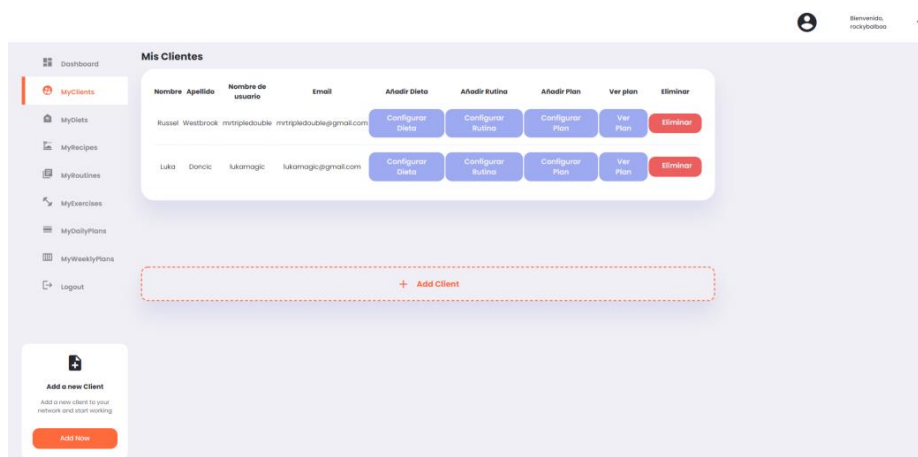 Bienvenido,
rockybalboa
Dashboard
MyClients
MyDiets
MyRecipes
MyRoutines
MyExercises
MyDailyPlans
MyWeeklyPlans
Logout
Mis Clientes
Nombre Apellido Nombre de usuario Email Añadir Dieta Añadir Rutina Añadir Plan Ver plan Eliminar
Russel Westbrook mrtripledouble mrtripledouble@gmail.com Configurar Dieta Configurar Rutina Configurar Plan Ver Plan Eliminar
Luka Doncic lukamagic lukamagic@gmail.com Configurar Dieta Configurar Rutina Configurar Plan Ver Plan Eliminar
+ Add Client
Add a new Client
Add a new client to your
network and start working.
Add Now